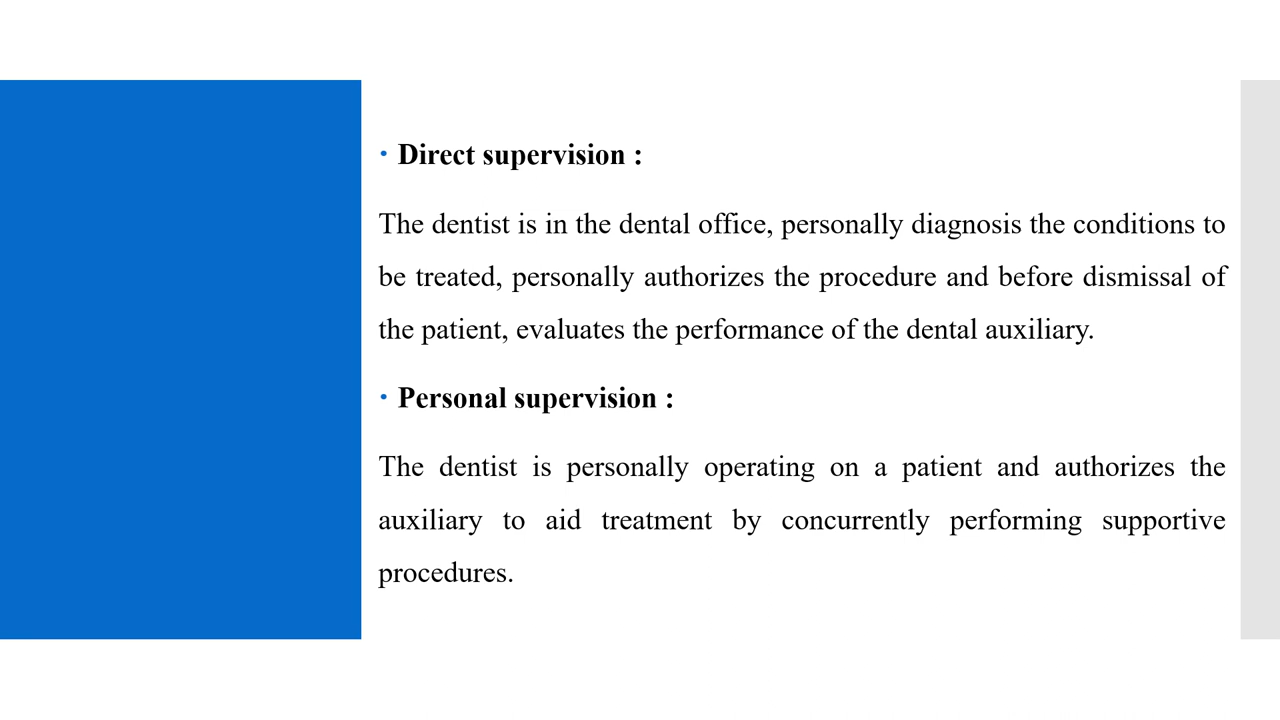 • Direct supervision :
The dentist is in the dental office, personally diagnosis the conditions to
be treated, personally authorizes the procedure and before dismissal of
the patient, evaluates the performance of the dental auxiliary.
• Personal supervision :
The dentist is personally operating on a patient and authorizes the
auxiliary to aid treatment by concurrently performing supportive
procedures.